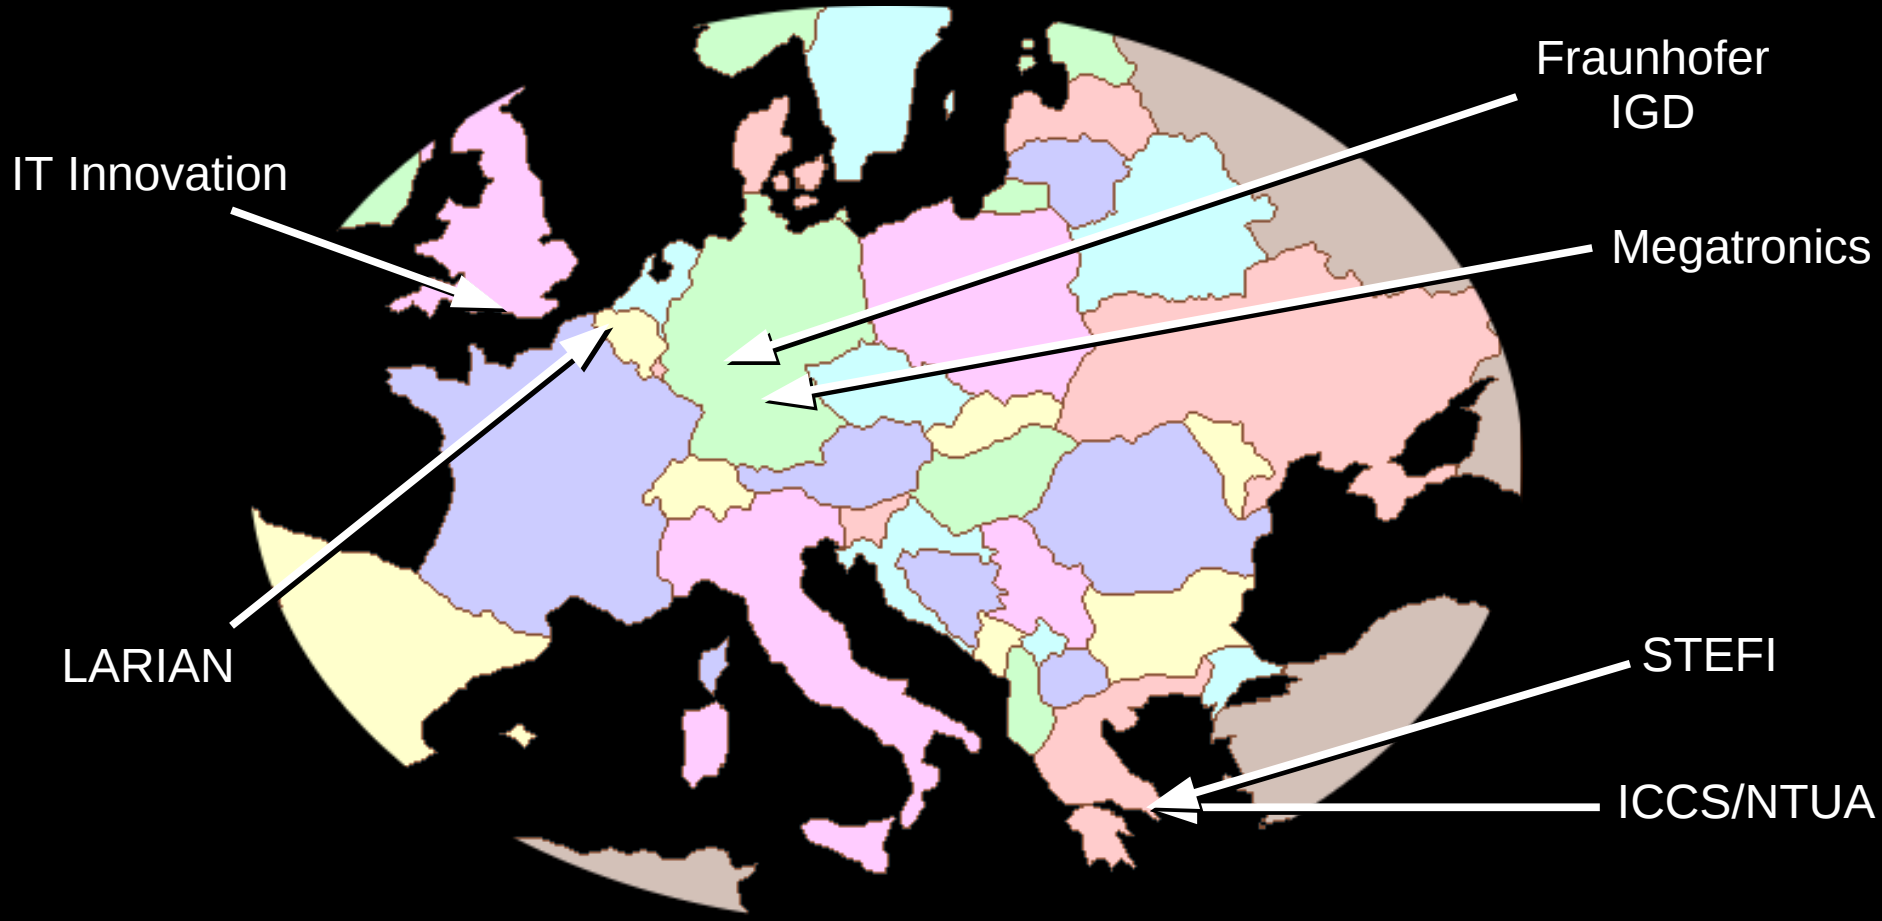 Fraunhofer
IGD
IT Innovation
Megatronics
LARIAN
STEFI
ICCS/NTUA